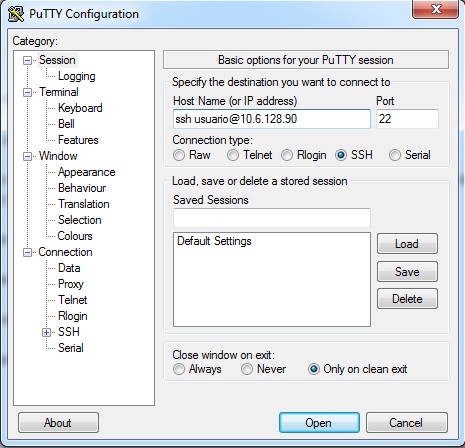 PuTTY Configuration
Category:
Session
Logging
Terminal
Keyboard
Bell
Features
Window
Appearance
Behaviour
Translation
Selection
Colours
Connection
Data
Proxy
Telnet
Rlogin
SSH
Serial
Basic options for your PuTTY session
Specify the destination you want to connect to
Host Name (or IP address) Port
ssh usuario@10.6.128.90 22
Connection type:
Raw Telnet Rlogin SSH Serial
Load, save or delete a stored session
Saved Sessions
Default Settings
Load
Save
Delete
Close window on exit:
Always Never Only on clean exit
About Open Cancel